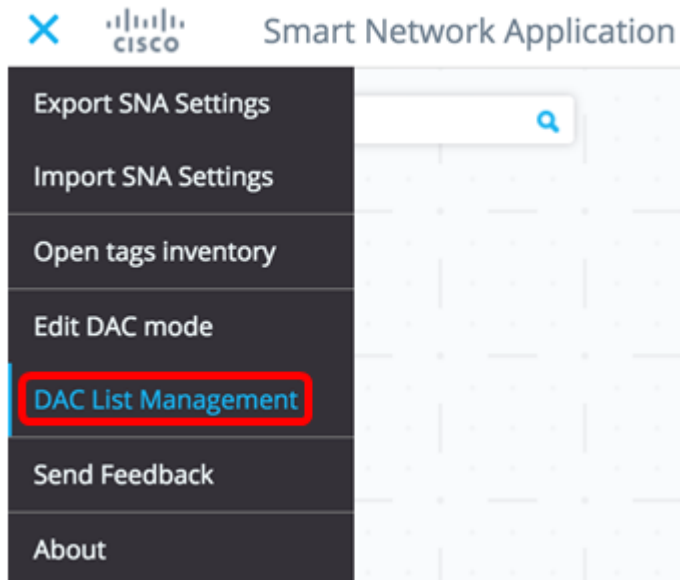 CISCO
Smart Network Application
Export SNA Settings
Import SNA Settings
Open tags inventory
Edit DAC mode
DAC List Management
Send Feedback
About